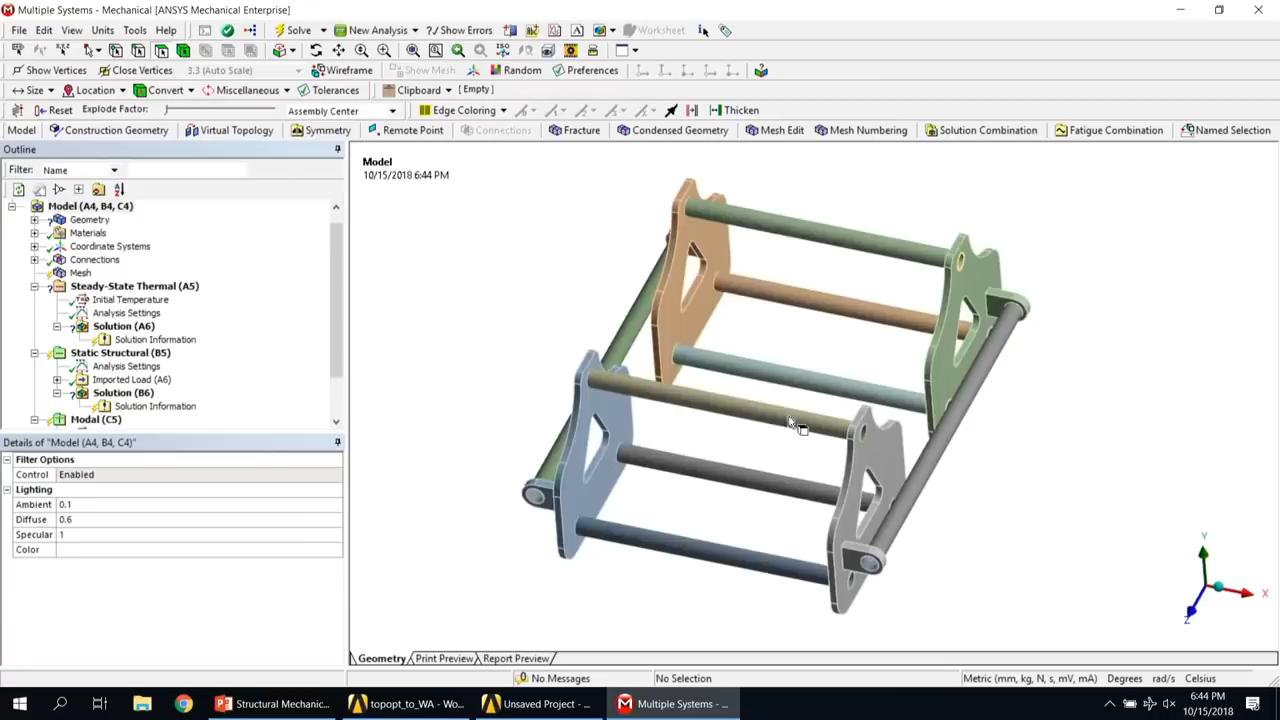 Multiple Systems - Mechanical [ANSYS Mechanical Enterprise]
File Edit View Units Tools Help Solve New Analysis Show Errors Worksheet
Show Vertices Close Vertices 3.3 (Auto Scale) Wireframe Show Mesh Random Preferences
Size Location Convert Miscellaneous Tolerances Clipboard [ Empty ]
Reset Explode Factor: Assembly Center Edge Coloring Thicken
Model Construction Geometry Virtual Topology Symmetry Remote Point Connections Fracture Condensed Geometry Mesh Edit Mesh Numbering Solution Combination Fatigue Combination Named Selection
Outline
Filter: Name
Model (A4, B4, C4)
Geometry
Materials
Coordinate Systems
Connections
Mesh
Steady-State Thermal (A5)
Initial Temperature
Analysis Settings
Solution (A6)
Solution Information
Static Structural (B5)
Analysis Settings
Imported Load (A6)
Solution (B6)
Solution Information
Modal (C5)
Details of "Model (A4, B4, C4)"
Filter Options
Control Enabled
Lighting
Ambient 0.1
Diffuse 0.6
Specular 1
Color
Model
10/15/2018 6:44 PM
Y
X
Z
Geometry Print Preview Report Preview
No Messages No Selection Metric (mm, kg, N, s, mV, mA) Degrees rad/s Celsius
Structural Mechanic... topopt_to_WA - Wo... Unsaved Project - ... Multiple Systems - ...
6:44 PM
10/15/2018